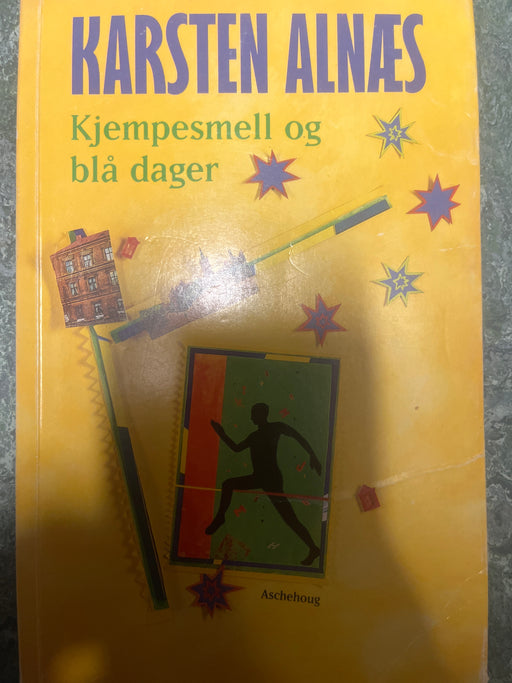 KARSTEN ALNÆS
Kjempesmell og
blå dager
Aschehoug